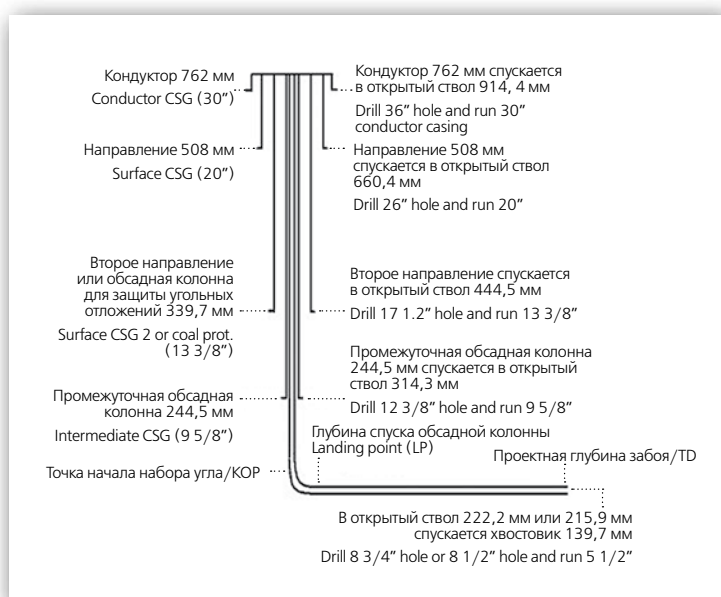 Кондуктор 762 мм
Conductor CSG (30”)
Направление 508 мм
Surface CSG (20”)
Второе направление
или обсадная колонна
для защиты угольных
отложений 339,7 мм
Surface CSG 2 or coal prot.
(13 3/8”)
Промежуточная обсадная
колонна 244,5 мм
Intermediate CSG (9 5/8”)
Точка начала набора угла/KOP
Кондуктор 762 мм спускается
в открытый ствол 914, 4 мм
Drill 36” hole and run 30”
conductor casing
Направление 508 мм
спускается в открытый ствол
660,4 мм
Drill 26” hole and run 20”
Второе направление спускается
в открытый ствол 444,5 мм
Drill 17 1.2” hole and run 13 3/8”
Промежуточная обсадная колонна
244,5 мм спускается в открытый
ствол 314,3 мм
Drill 12 3/8” hole and run 9 5/8”
Глубина спуска обсадной колонны
Landing point (LP)
Проектная глубина забоя/TD
В открытый ствол 222,2 мм или 215,9 мм
спускается хвостовик 139,7 мм
Drill 8 3/4” hole or 8 1/2” hole and run 5 1/2”